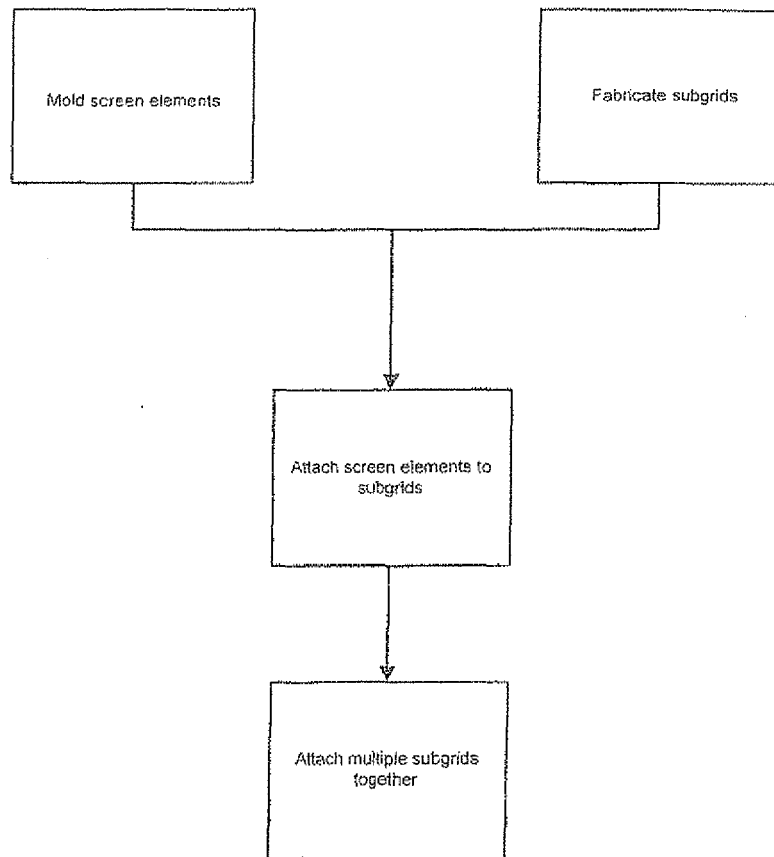 Mold screen elements
Fabricate subgrids
Attach screen elements to
subgrids
Attach multiple subgrids
together